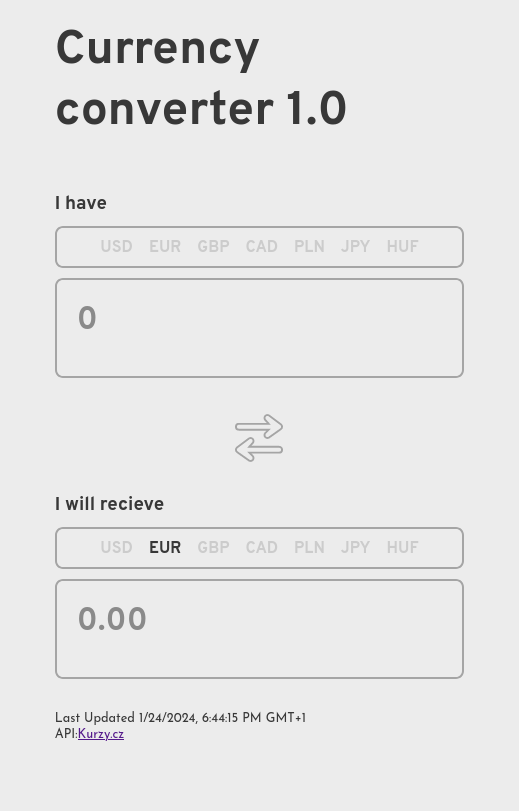 Currency
converter 1.0
I have
USD EUR GBP CAD PLN JPY HUF
0
I will recieve
USD EUR GBP CAD PLN JPY HUF
0.00
Last Updated 1/24/2024, 6:44:15 PM GMT+1
API:Kurzy.cz